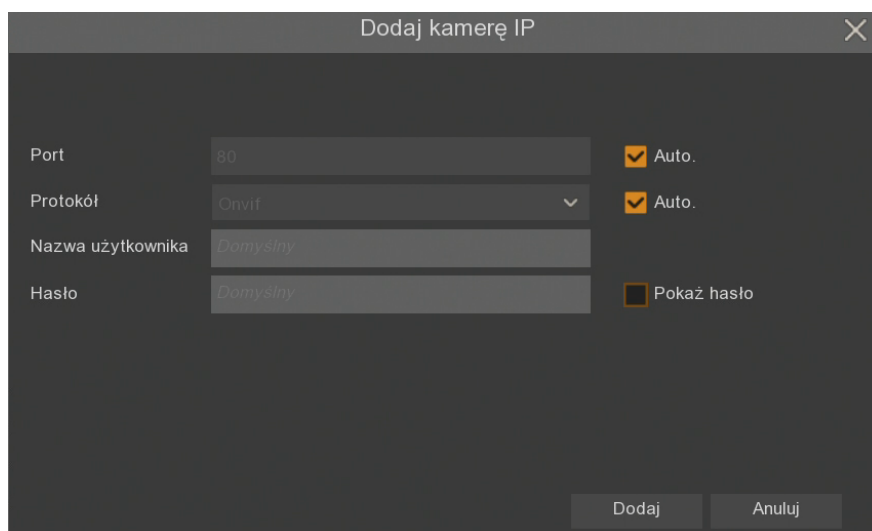 Dodaj kamerę IP
Port 80 Auto.
Protokół Onvif Auto.
Nazwa użytkownika Domyślny
Hasło Domyślny Pokaż hasło
Dodaj Anuluj